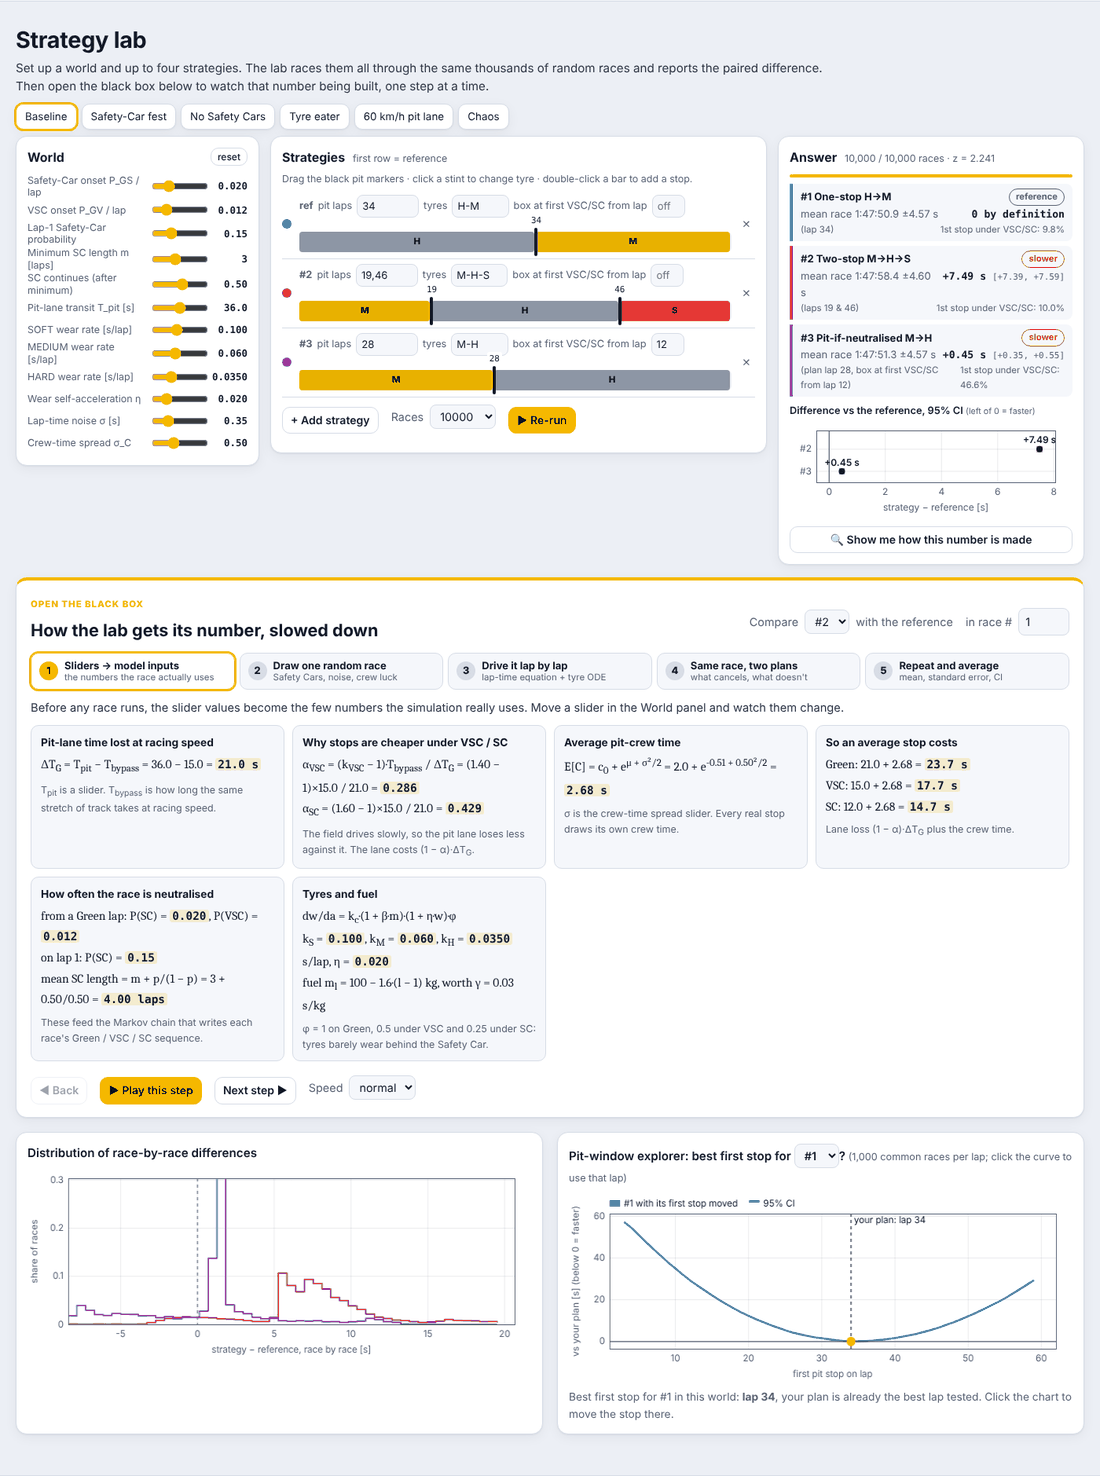 Strategy lab
Set up a world and up to four strategies. The lab races them all through the same thousands of random races and reports the paired difference.
Then open the black box below to watch that number being built, one step at a time.
Baseline
Safety-Car fest
No Safety Cars
Tyre eater
60 km/h pit lane
Chaos
World
reset
Safety-Car onset P_GS /
lap
0.020
VSC onset P_GV / lap
0.012
Lap-1 Safety-Car
probability
0.15
Minimum SC length m
[laps]
3
SC continues (after
minimum)
0.50
Pit-lane transit T_pit [s]
36.0
SOFT wear rate [s/lap]
0.100
MEDIUM wear rate
[s/lap]
0.060
HARD wear rate [s/lap]
0.0350
Wear self-acceleration η
0.020
Lap-time noise σ [s]
0.35
Crew-time spread σ_C
0.50
Strategies first row = reference
Drag the black pit markers · click a stint to change tyre · double-click a bar to add a stop.
ref pit laps 34 tyres H-M box at first VSC/SC from lap off
34
H M
×
#2 pit laps 19,46 tyres M-H-S box at first VSC/SC from lap off
19 46
M H S
×
#3 pit laps 28 tyres M-H box at first VSC/SC from lap 12
28
M H
×
+ Add strategy Races 10000 ▶ Re-run
Answer 10,000 / 10,000 races · z = 2.241
#1 One-stop H→M reference
mean race 1:47:50.9 ±4.57 s 0 by definition
(lap 34) 1st stop under VSC/SC: 9.8%
#2 Two-stop M→H→S slower
mean race 1:47:58.4 ±4.60 +7.49 s [+7.39, +7.59]
s
(laps 19 & 46) 1st stop under VSC/SC: 10.0%
#3 Pit-if-neutralised M→H slower
mean race 1:47:51.3 ±4.57 s +0.45 s [+0.35, +0.55]
(plan lap 28, box at first VSC/SC 1st stop under VSC/SC:
from lap 12) 46.6%
Difference vs the reference, 95% CI (left of 0 = faster)
+7.49 s
#2
+0.45 s
#3
0 2 4 6 8
strategy − reference [s]
🔍 Show me how this number is made
OPEN THE BLACK BOX
How the lab gets its number, slowed down
Compare #2 with the reference in race # 1
1 Sliders → model inputs
the numbers the race actually uses
2 Draw one random race
Safety Cars, noise, crew luck
3 Drive it lap by lap
lap-time equation + tyre ODE
4 Same race, two plans
what cancels, what doesn't
5 Repeat and average
mean, standard error, CI
Before any race runs, the slider values become the few numbers the simulation really uses. Move a slider in the World panel and watch them change.
Pit-lane time lost at racing speed
ΔT_G = T_pit − T_bypass = 36.0 − 15.0 = 21.0 s
T_pit is a slider. T_bypass is how long the same
stretch of track takes at racing speed.
Why stops are cheaper under VSC / SC
α_VSC = (k_VSC − 1)·T_bypass / ΔT_G = (1.40 −
1)×15.0 / 21.0 = 0.286
α_SC = (1.60 − 1)×15.0 / 21.0 = 0.429
The field drives slowly, so the pit lane loses less
against it. The lane costs (1 − α)·ΔT_G.
Average pit-crew time
E[C] = c_0 + e^(μ + σ²/2) = 2.0 + e^(-0.51 + 0.50²/2) =
2.68 s
σ is the crew-time spread slider. Every real stop
draws its own crew time.
So an average stop costs
Green: 21.0 + 2.68 = 23.7 s
VSC: 15.0 + 2.68 = 17.7 s
SC: 12.0 + 2.68 = 14.7 s
Lane loss (1 − α)·ΔT_G plus the crew time.
How often the race is neutralised
from a Green lap: P(SC) = 0.020, P(VSC) =
0.012
on lap 1: P(SC) = 0.15
mean SC length = m + p/(1 − p) = 3 +
0.50/0.50 = 4.00 laps
These feed the Markov chain that writes each
race's Green / VSC / SC sequence.
Tyres and fuel
dw/da = k_c·(1 + β·m)·(1 + η·w)·φ
k_S = 0.100, k_M = 0.060, k_H = 0.0350
s/lap, η = 0.020
fuel m_l = 100 − 1.6·(l − 1) kg, worth γ = 0.03
s/kg
φ = 1 on Green, 0.5 under VSC and 0.25 under SC:
tyres barely wear behind the Safety Car.
◀ Back ▶ Play this step Next step ▶ Speed normal
Distribution of race-by-race differences
0.3
0.2
0.1
0
share of races
-5 0 5 10 15 20
strategy − reference, race by race [s]
Pit-window explorer: best first stop for #1 ? (1,000 common races per lap; click the curve to
use that lap)
#1 with its first stop moved 95% CI
your plan: lap 34
60
40
20
0
vs your plan [s] (below 0 = faster)
10 20 30 40 50 60
first pit stop on lap
Best first stop for #1 in this world: lap 34, your plan is already the best lap tested. Click the chart to
move the stop there.